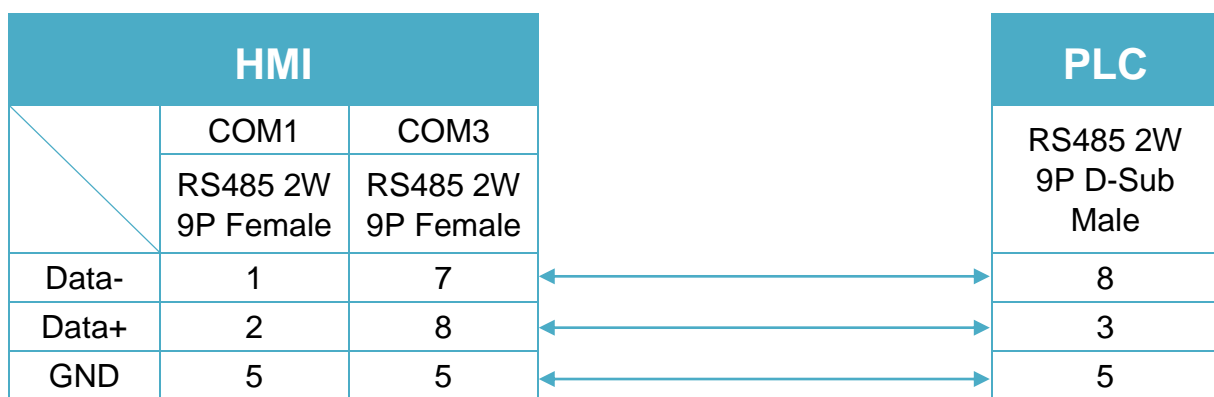 HMI
PLC
COM1 COM3
RS485 2W
9P Female
RS485 2W
9P Female
RS485 2W
9P D-Sub
Male
Data- 1 7 8
Data+ 2 8 3
GND 5 5 5